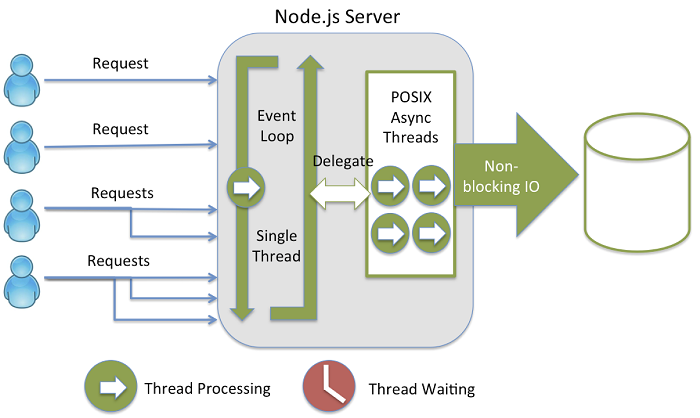 Node.js Server
Request
Request
Requests
Requests
Event
Loop
Single
Thread
Delegate
POSIX
Async
Threads
Non-
blocking IO
Thread Processing
Thread Waiting